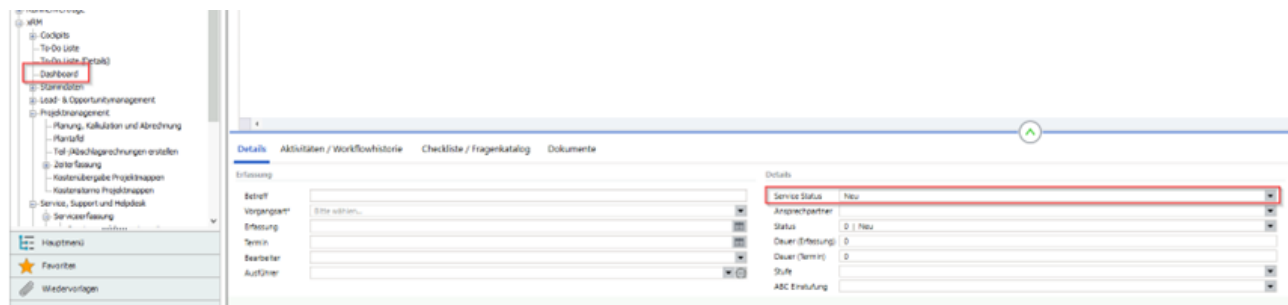 xRM
Cockpits
To-Do Liste
To-Do Liste (Details)
Dashboard
Stammdaten
Lead- & Opportunitymanagement
Projektmanagement
Planung, Kalkulation und Abrechnung
Plantafel
Teil-/Abschlagsrechnungen erstellen
Zeiterfassung
Kostenübergabe Projektmappen
Kostenstorno Projektmappen
Service, Support und Helpdesk
Serviceerfassung
Hauptmenü
Favoriten
Wiedervorlagen
Details Aktivitäten / Workflowhistorie Checkliste / Fragenkatalog Dokumente
Erfassung
Betreff
Vorgangsart* Bitte wählen...
Erfassung
Termin
Bearbeiter
Ausführer
Details
Service Status Neu
Ansprechpartner
Status 0 | Neu
Dauer (Erfassung) 0
Dauer (Termin) 0
Stufe
ABC Einstufung